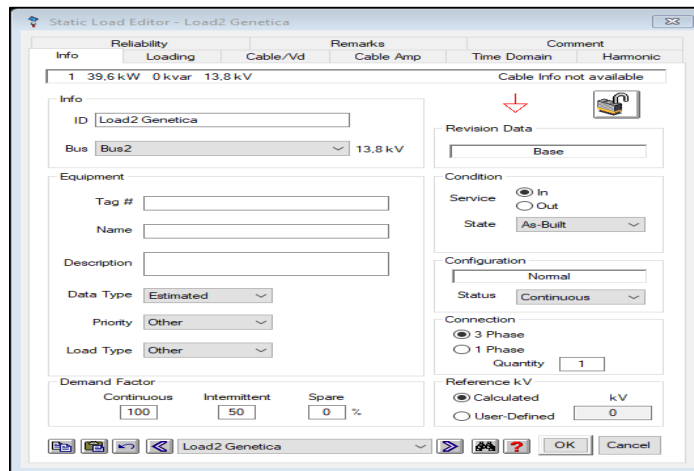 Static Load Editor - Load2 Genetica
Reliability Remarks Comment
Info Loading Cable/Vd Cable Amp Time Domain Harmonic
1 39,6 kW 0 kvar 13,8 kV Cable Info not available
Info
ID Load2 Genetica
Bus Bus2 13,8 kV
Revision Data
Base
Equipment
Tag #
Name
Description
Data Type Estimated
Priority Other
Load Type Other
Condition
Service In
Out
State As-Built
Configuration
Normal
Status Continuous
Connection
3 Phase
1 Phase
Quantity 1
Demand Factor
Continuous Intermittent Spare
100 50 0 %
Reference kV
Calculated kV
User-Defined 0
Load2 Genetica ? OK Cancel